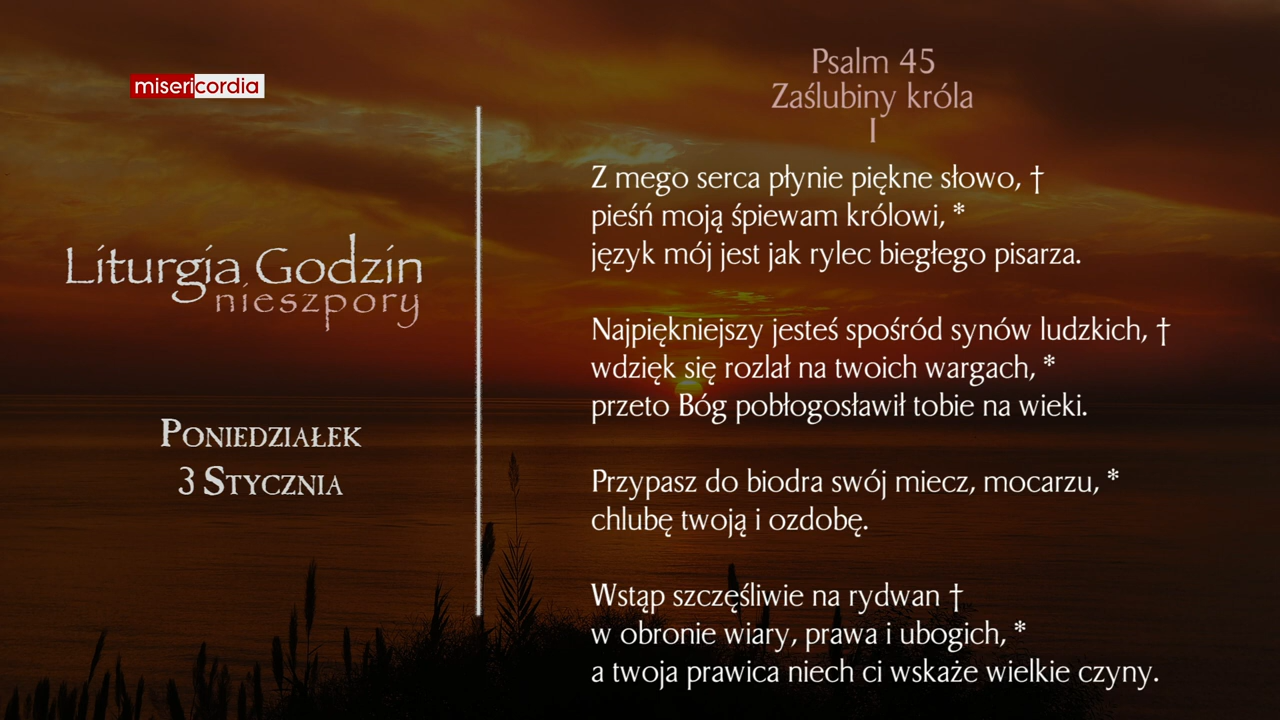 misericordia
Liturgia Godzin
nieszpory
Poniedziałek
3 Stycznia
Psalm 45
Zaślubiny króla
I
Z mego serca płynie piękne słowo, †
pieśń moją śpiewam królowi, *
język mój jest jak rylec biegłego pisarza.
Najpiękniejszy jesteś spośród synów ludzkich, †
wdzięk się rozlał na twoich wargach, *
przeto Bóg pobłogosławił tobie na wieki.
Przypasz do biodra swój miecz, mocarzu, *
chlubę twoją i ozdobę.
Wstąp szczęśliwie na rydwan †
w obronie wiary, prawa i ubogich, *
a twoja prawica niech ci wskaże wielkie czyny.